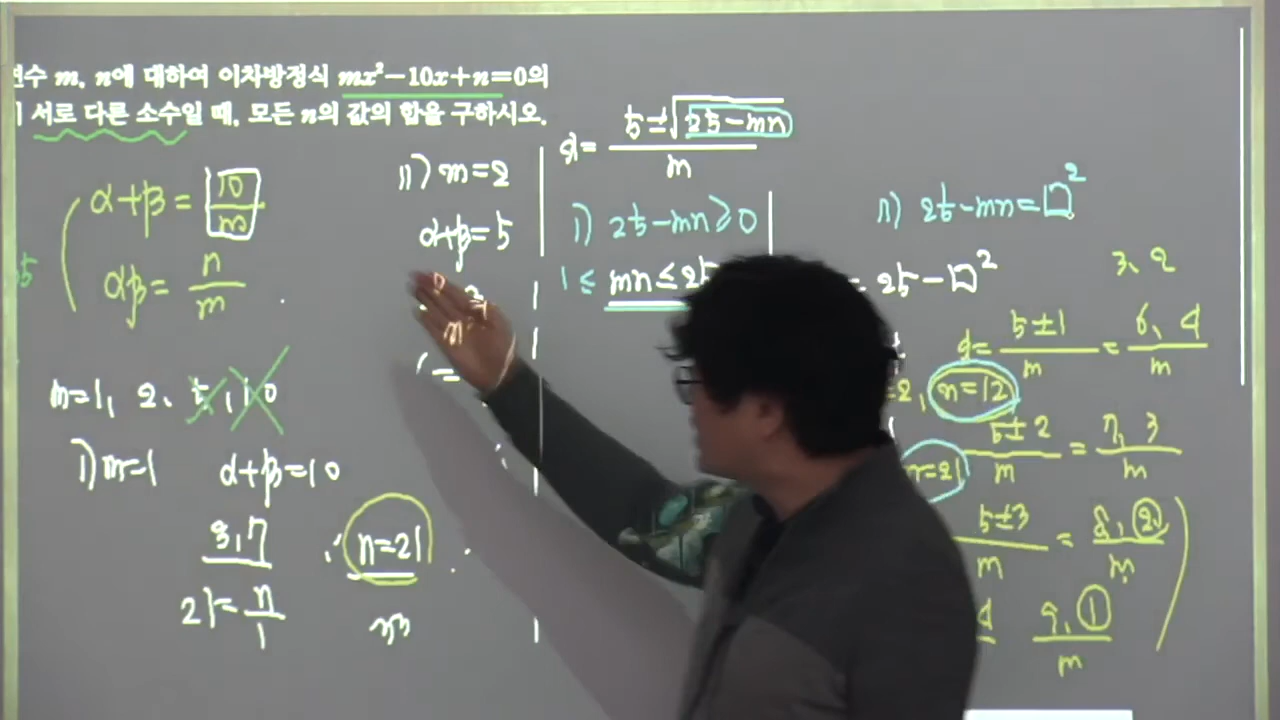 수 m, n에 대하여 이차방정식 mx²−10x+n=0의
서로 다른 소수일 때, 모든 n의 값의 합을 구하시오.
α+β = 10/m
αβ = n/m
m=1, 2, 5, 10
i) m=1 α+β=10
3, 7
∴ n=21
21 = n/1
ii) m=2
α+β=5
α = (5±√(25−mn))/m
i) 25−mn≥0
1≤ mn≤25
ii) 25−mn=□²
= 25−□²
3, 2
α = (5±1)/m = 6, 4/m
n=12
5±2/m = 7, 3/m
n=21
5±3/m = 8, 2/m
9, 1/m